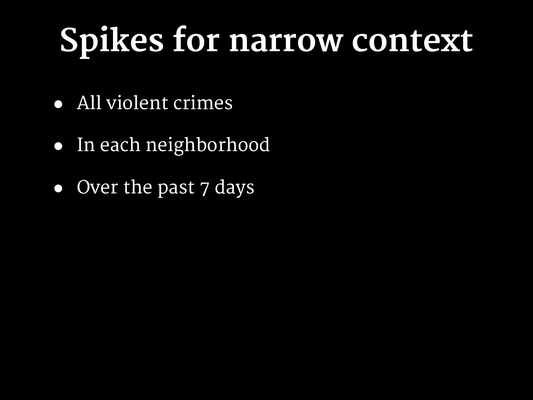 Spikes for narrow context
● All violent crimes
● In each neighborhood
● Over the past 7 days